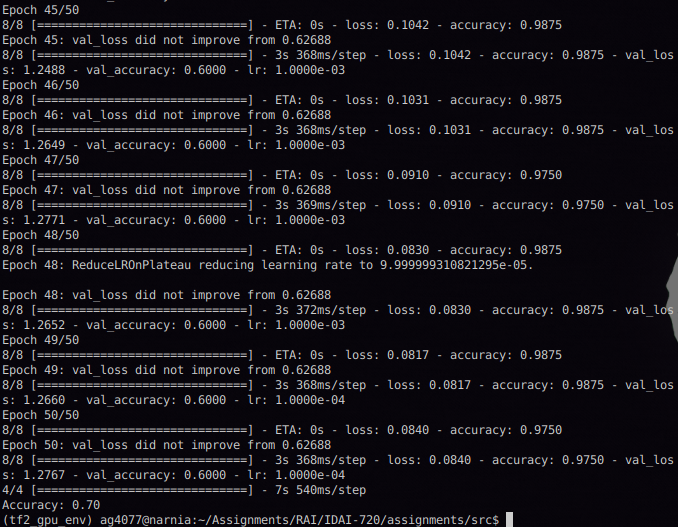 Epoch 45/50
8/8 [==============================] - ETA: 0s - loss: 0.1042 - accuracy: 0.9875
Epoch 45: val_loss did not improve from 0.62688
8/8 [==============================] - 3s 368ms/step - loss: 0.1042 - accuracy: 0.9875 - val_los
s: 1.2488 - val_accuracy: 0.6000 - lr: 1.0000e-03
Epoch 46/50
8/8 [==============================] - ETA: 0s - loss: 0.1031 - accuracy: 0.9875
Epoch 46: val_loss did not improve from 0.62688
8/8 [==============================] - 3s 368ms/step - loss: 0.1031 - accuracy: 0.9875 - val_los
s: 1.2649 - val_accuracy: 0.6000 - lr: 1.0000e-03
Epoch 47/50
8/8 [==============================] - ETA: 0s - loss: 0.0910 - accuracy: 0.9750
Epoch 47: val_loss did not improve from 0.62688
8/8 [==============================] - 3s 369ms/step - loss: 0.0910 - accuracy: 0.9750 - val_los
s: 1.2771 - val_accuracy: 0.6000 - lr: 1.0000e-03
Epoch 48/50
8/8 [==============================] - ETA: 0s - loss: 0.0830 - accuracy: 0.9875
Epoch 48: ReduceLROnPlateau reducing learning rate to 9.999999310821295e-05.
Epoch 48: val_loss did not improve from 0.62688
8/8 [==============================] - 3s 372ms/step - loss: 0.0830 - accuracy: 0.9875 - val_los
s: 1.2652 - val_accuracy: 0.6000 - lr: 1.0000e-03
Epoch 49/50
8/8 [==============================] - ETA: 0s - loss: 0.0817 - accuracy: 0.9875
Epoch 49: val_loss did not improve from 0.62688
8/8 [==============================] - 3s 368ms/step - loss: 0.0817 - accuracy: 0.9875 - val_los
s: 1.2660 - val_accuracy: 0.6000 - lr: 1.0000e-04
Epoch 50/50
8/8 [==============================] - ETA: 0s - loss: 0.0840 - accuracy: 0.9750
Epoch 50: val_loss did not improve from 0.62688
8/8 [==============================] - 3s 368ms/step - loss: 0.0840 - accuracy: 0.9750 - val_los
s: 1.2767 - val_accuracy: 0.6000 - lr: 1.0000e-04
4/4 [==============================] - 7s 540ms/step
Accuracy: 0.70
(tf2_gpu_env) ag4077@narnia:~/Assignments/RAI/IDAI-720/assignments/src$